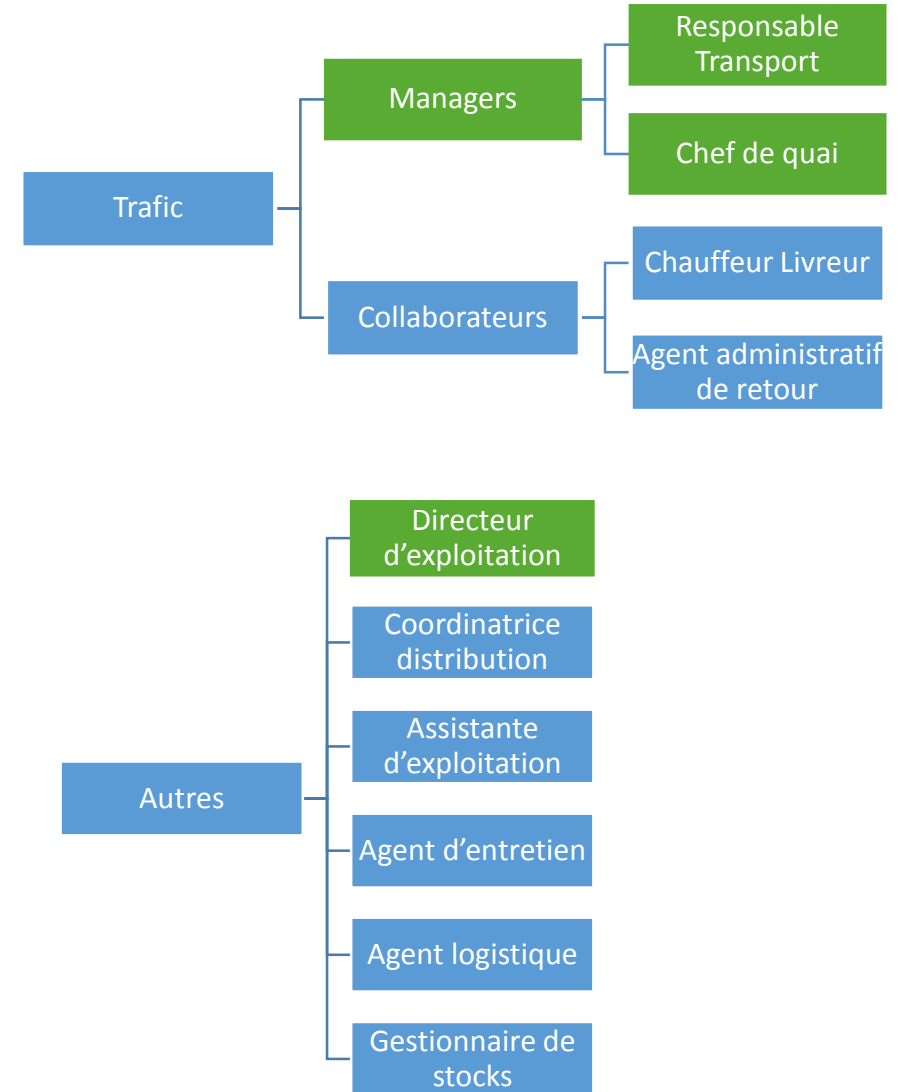 Responsable
Transport
Managers
Chef de quai
Trafic
Chauffeur Livreur
Collaborateurs
Agent administratif
de retour
Directeur
d’exploitation
Coordinatrice
distribution
Assistante
d’exploitation
Autres
Agent d’entretien
Agent logistique
Gestionnaire de
stocks